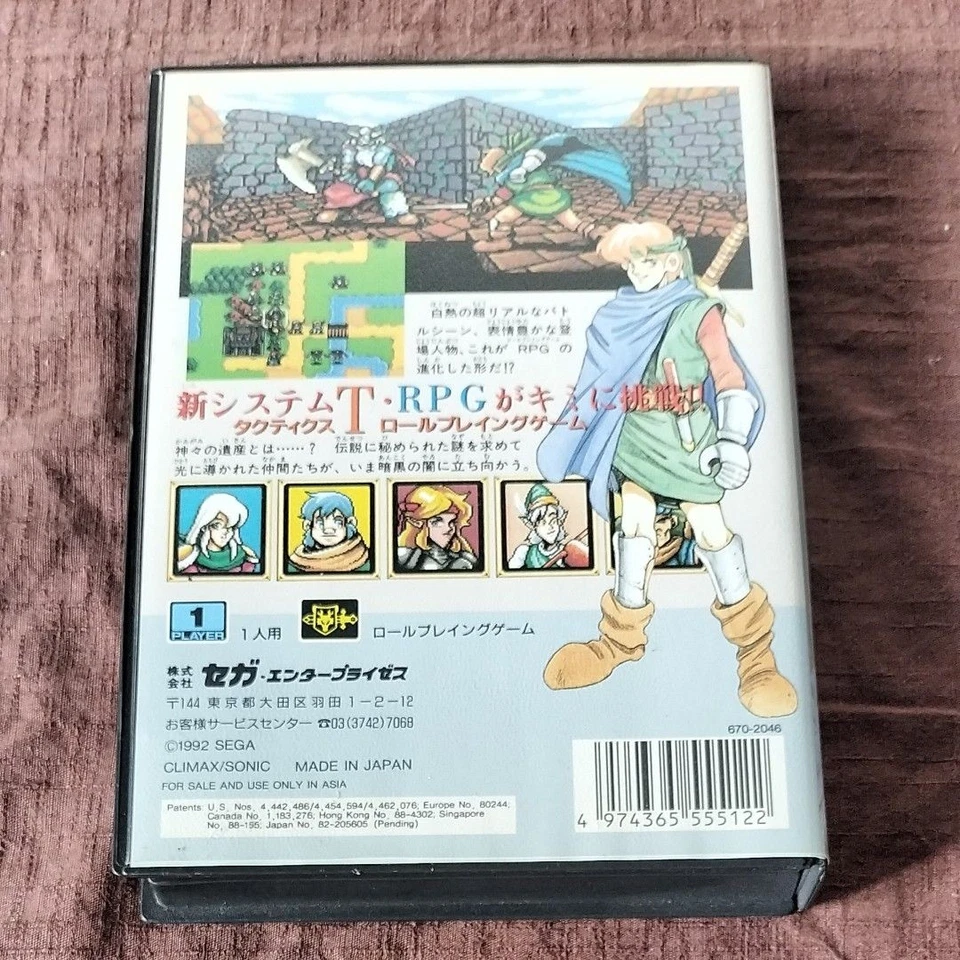 白熱の超リアルなバト
ルシーン、表情豊かな登
場人物、これが RPG の
進化した形だ!?
新システムT・RPGがキミに挑戦!!
タクティクス ロールプレイングゲーム
神々の遺産とは……? 伝説に秘められた謎を求めて
光に導かれた仲間たちが、いま暗黒の闇に立ち向かう。
1
PLAYER
1人用
ロールプレイングゲーム
株式会社 セガ・エンタープライゼス
〒144 東京都大田区羽田1-2-12
お客様サービスセンター ☎03(3742)7068
©1992 SEGA
CLIMAX/SONIC MADE IN JAPAN
FOR SALE AND USE ONLY IN ASIA
670-2046
Patents: U.S. Nos. 4,442,486/4,454,594/4,462,076; Europe No. 80244;
Canada No. 1,183,276; Hong Kong No. 88-4302; Singapore
No. 88-155; Japan No. 82-205605 (Pending)
4 974365 555122